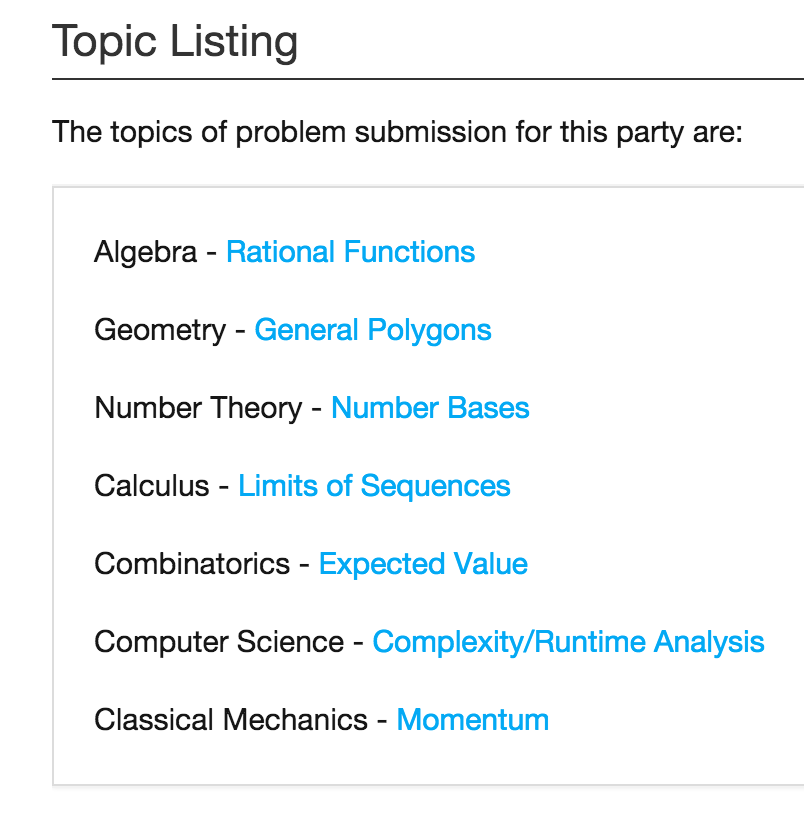 Topic Listing
The topics of problem submission for this party are:
Algebra - Rational Functions
Geometry - General Polygons
Number Theory - Number Bases
Calculus - Limits of Sequences
Combinatorics - Expected Value
Computer Science - Complexity/Runtime Analysis
Classical Mechanics - Momentum